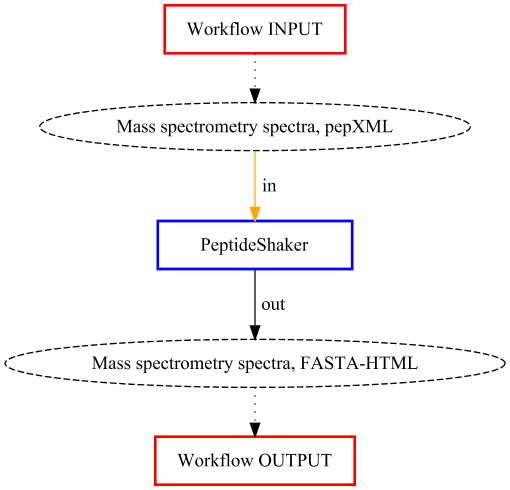 Workflow INPUT
Mass spectrometry spectra, pepXML
in
PeptideShaker
out
Mass spectrometry spectra, FASTA-HTML
Workflow OUTPUT